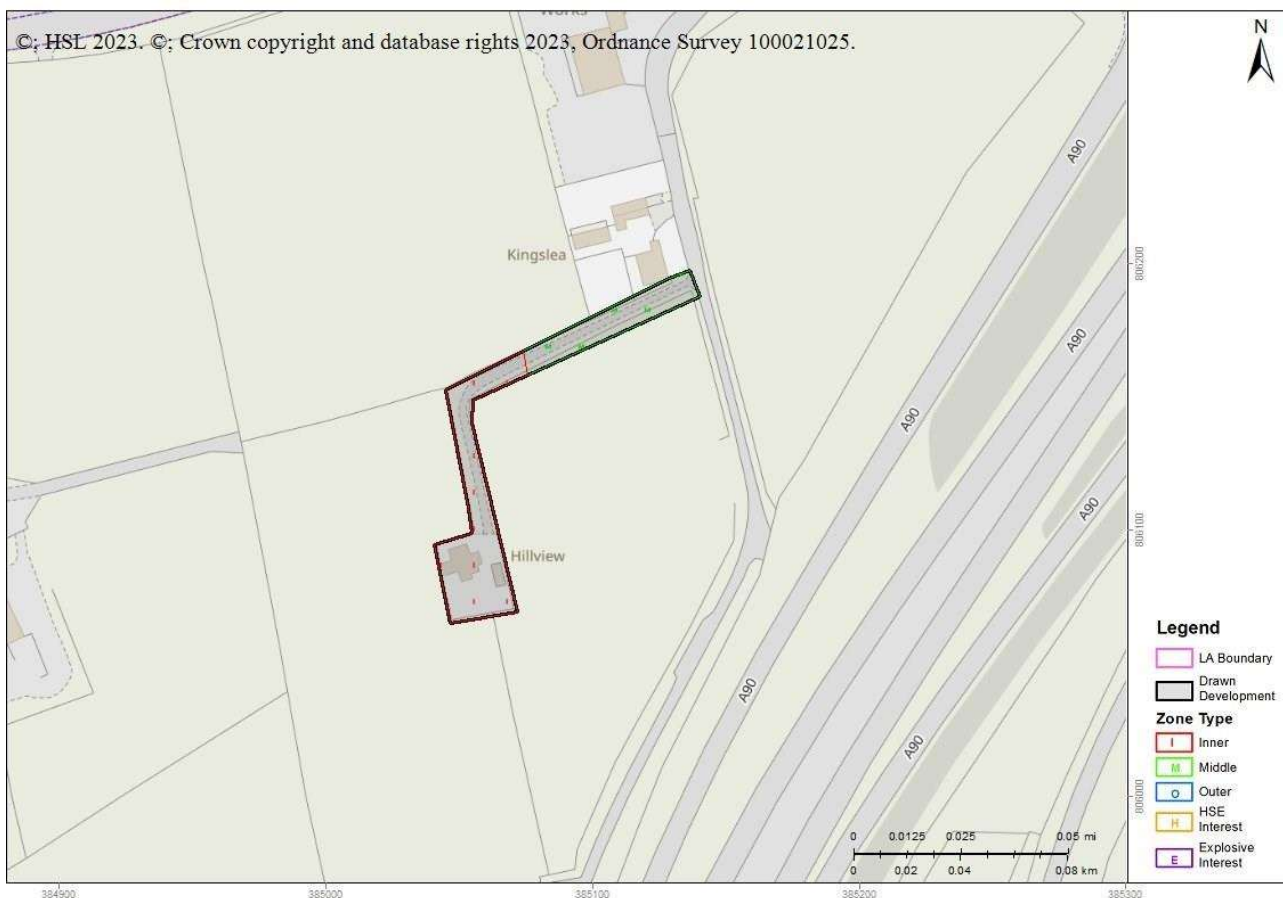 Works
©; HSL 2023. ©; Crown copyright and database rights 2023, Ordnance Survey 100021025.
N
A90
Kingslea
806200
A90
M
M
M
M
I
I
A90
I
I
A90
806100
Hillview
I
I
I
I
Legend
LA Boundary
Drawn
Development
Zone Type
I Inner
M Middle
O Outer
H HSE
Interest
E Explosive
Interest
A90
A90
806000
0 0.0125 0.025 0.05 mi
0 0.02 0.04 0.08 km
384900 385000 385100 385200 385300